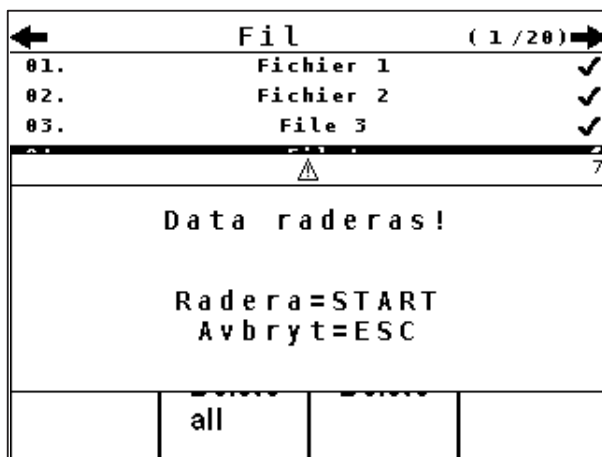 Fil (1/20)
01. Fichier 1 ✓
02. Fichier 2 ✓
03. File 3 ✓
7
Data raderas!
Radera=START
Avbryt=ESC
all